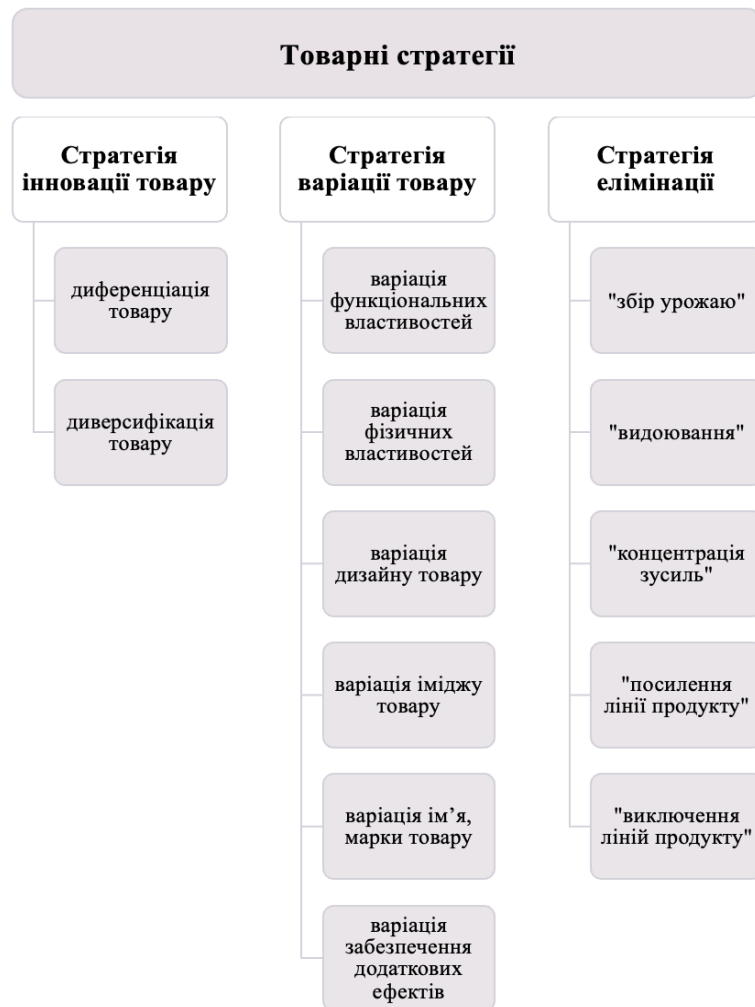 Товарні стратегії
Стратегія
інновації товару
диференціація
товару
диверсифікація
товару
Стратегія
варіації товару
варіація
функціональних
властивостей
варіація
фізичних
властивостей
варіація
дизайну товару
варіація іміджу
товару
варіація ім’я,
марки товару
варіація
забезпечення
додаткових
ефектів
Стратегія
елімінації
"збір урожаю"
"видоювання"
"концентрація
зусиль"
"посилення
лінії продукту"
"виключення
ліній продукту"